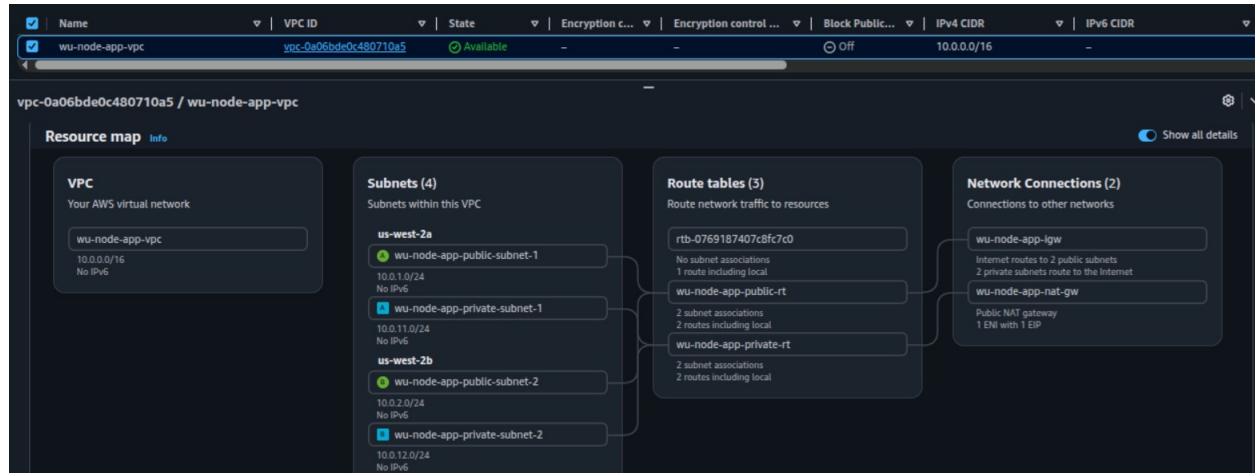 Name VPC ID State Encryption c... Encryption control ... Block Public... IPv4 CIDR IPv6 CIDR
wu-node-app-vpc vpc-0a06bde0c480710a5 Available – – Off 10.0.0.0/16 –
vpc-0a06bde0c480710a5 / wu-node-app-vpc
Resource map Info
Show all details
VPC
Your AWS virtual network
wu-node-app-vpc
10.0.0.0/16
No IPv6
Subnets (4)
Subnets within this VPC
us-west-2a
A wu-node-app-public-subnet-1
10.0.1.0/24
No IPv6
A wu-node-app-private-subnet-1
10.0.11.0/24
No IPv6
us-west-2b
B wu-node-app-public-subnet-2
10.0.2.0/24
No IPv6
B wu-node-app-private-subnet-2
10.0.12.0/24
No IPv6
Route tables (3)
Route network traffic to resources
rtb-0769187407c8fc7c0
No subnet associations
1 route including local
wu-node-app-public-rt
2 subnet associations
2 routes including local
wu-node-app-private-rt
2 subnet associations
2 routes including local
Network Connections (2)
Connections to other networks
wu-node-app-igw
Internet routes to 2 public subnets
2 private subnets route to the Internet
wu-node-app-nat-gw
Public NAT gateway
1 ENI with 1 EIP